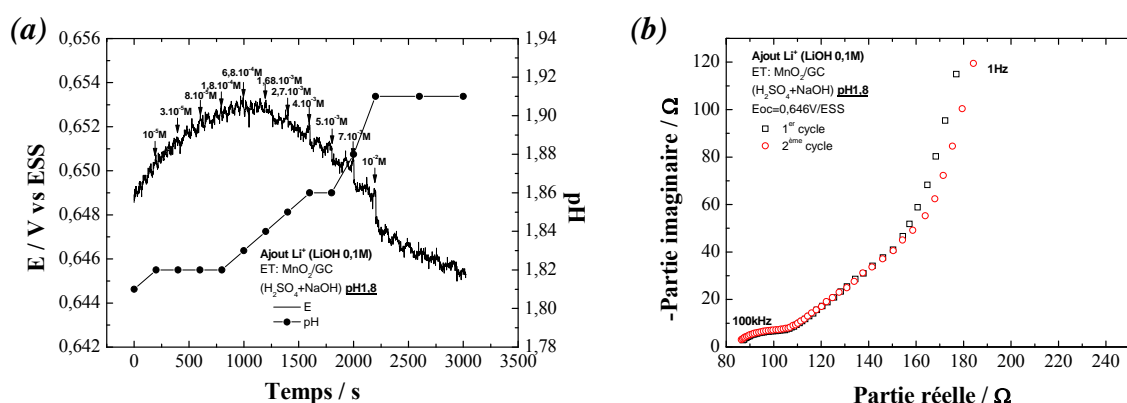 (a)
0,656
0,654
0,652
0,650
0,648
0,646
0,644
0,642
E / V vs ESS
1,94
1,92
1,90
1,88
1,86
1,84
1,82
1,80
1,78
pH
10⁻⁵M
3.10⁻⁵M
8.10⁻⁵M
1,8.10⁻⁴M
6,8.10⁻⁴M
1,68.10⁻³M
2,7.10⁻³M
4.10⁻³M
5.10⁻³M
7.10⁻³M
10⁻²M
Ajout Li⁺ (LiOH 0,1M)
ET: MnO₂/GC
(H₂SO₄+NaOH) pH1,8
E
pH
0 500 1000 1500 2000 2500 3000
Temps / s
(b)
120
100
80
60
40
20
0
-Partie imaginaire / Ω
Ajout Li⁺ (LiOH 0,1M)
ET: MnO₂/GC
(H₂SO₄+NaOH) pH1,8
Eoc=0,646V/ESS
1ᵉʳ cycle
2ᵉᵐᵉ cycle
1Hz
100kHz
80 100 120 140 160 180 200 220 240
Partie réelle / Ω